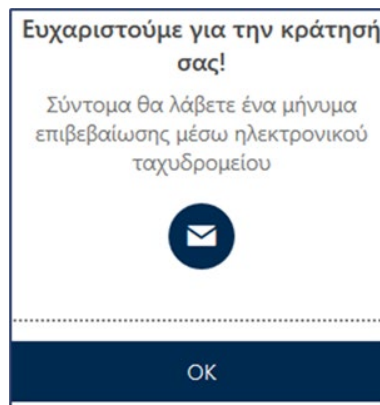 Ευχαριστούμε για την κράτησή
σας!
Σύντομα θα λάβετε ένα μήνυμα
επιβεβαίωσης μέσω ηλεκτρονικού
ταχυδρομείου
OK